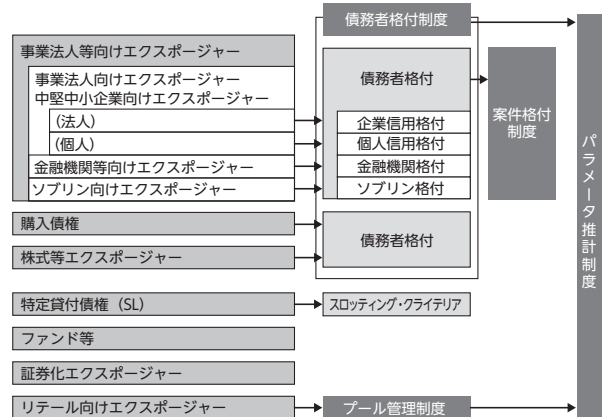 債務者格付制度
事業法人等向けエクスポージャー
事業法人向けエクスポージャー
中堅中小企業向けエクスポージャー
(法人)
(個人)
金融機関等向けエクスポージャー
ソブリン向けエクスポージャー
債務者格付
企業信用格付
個人信用格付
金融機関格付
ソブリン格付
案件格付
制度
パラメータ推計制度
購入債権
株式等エクスポージャー
債務者格付
特定貸付債権（SL）
スロッティング・クライテリア
ファンド等
証券化エクスポージャー
リテール向けエクスポージャー
プール管理制度